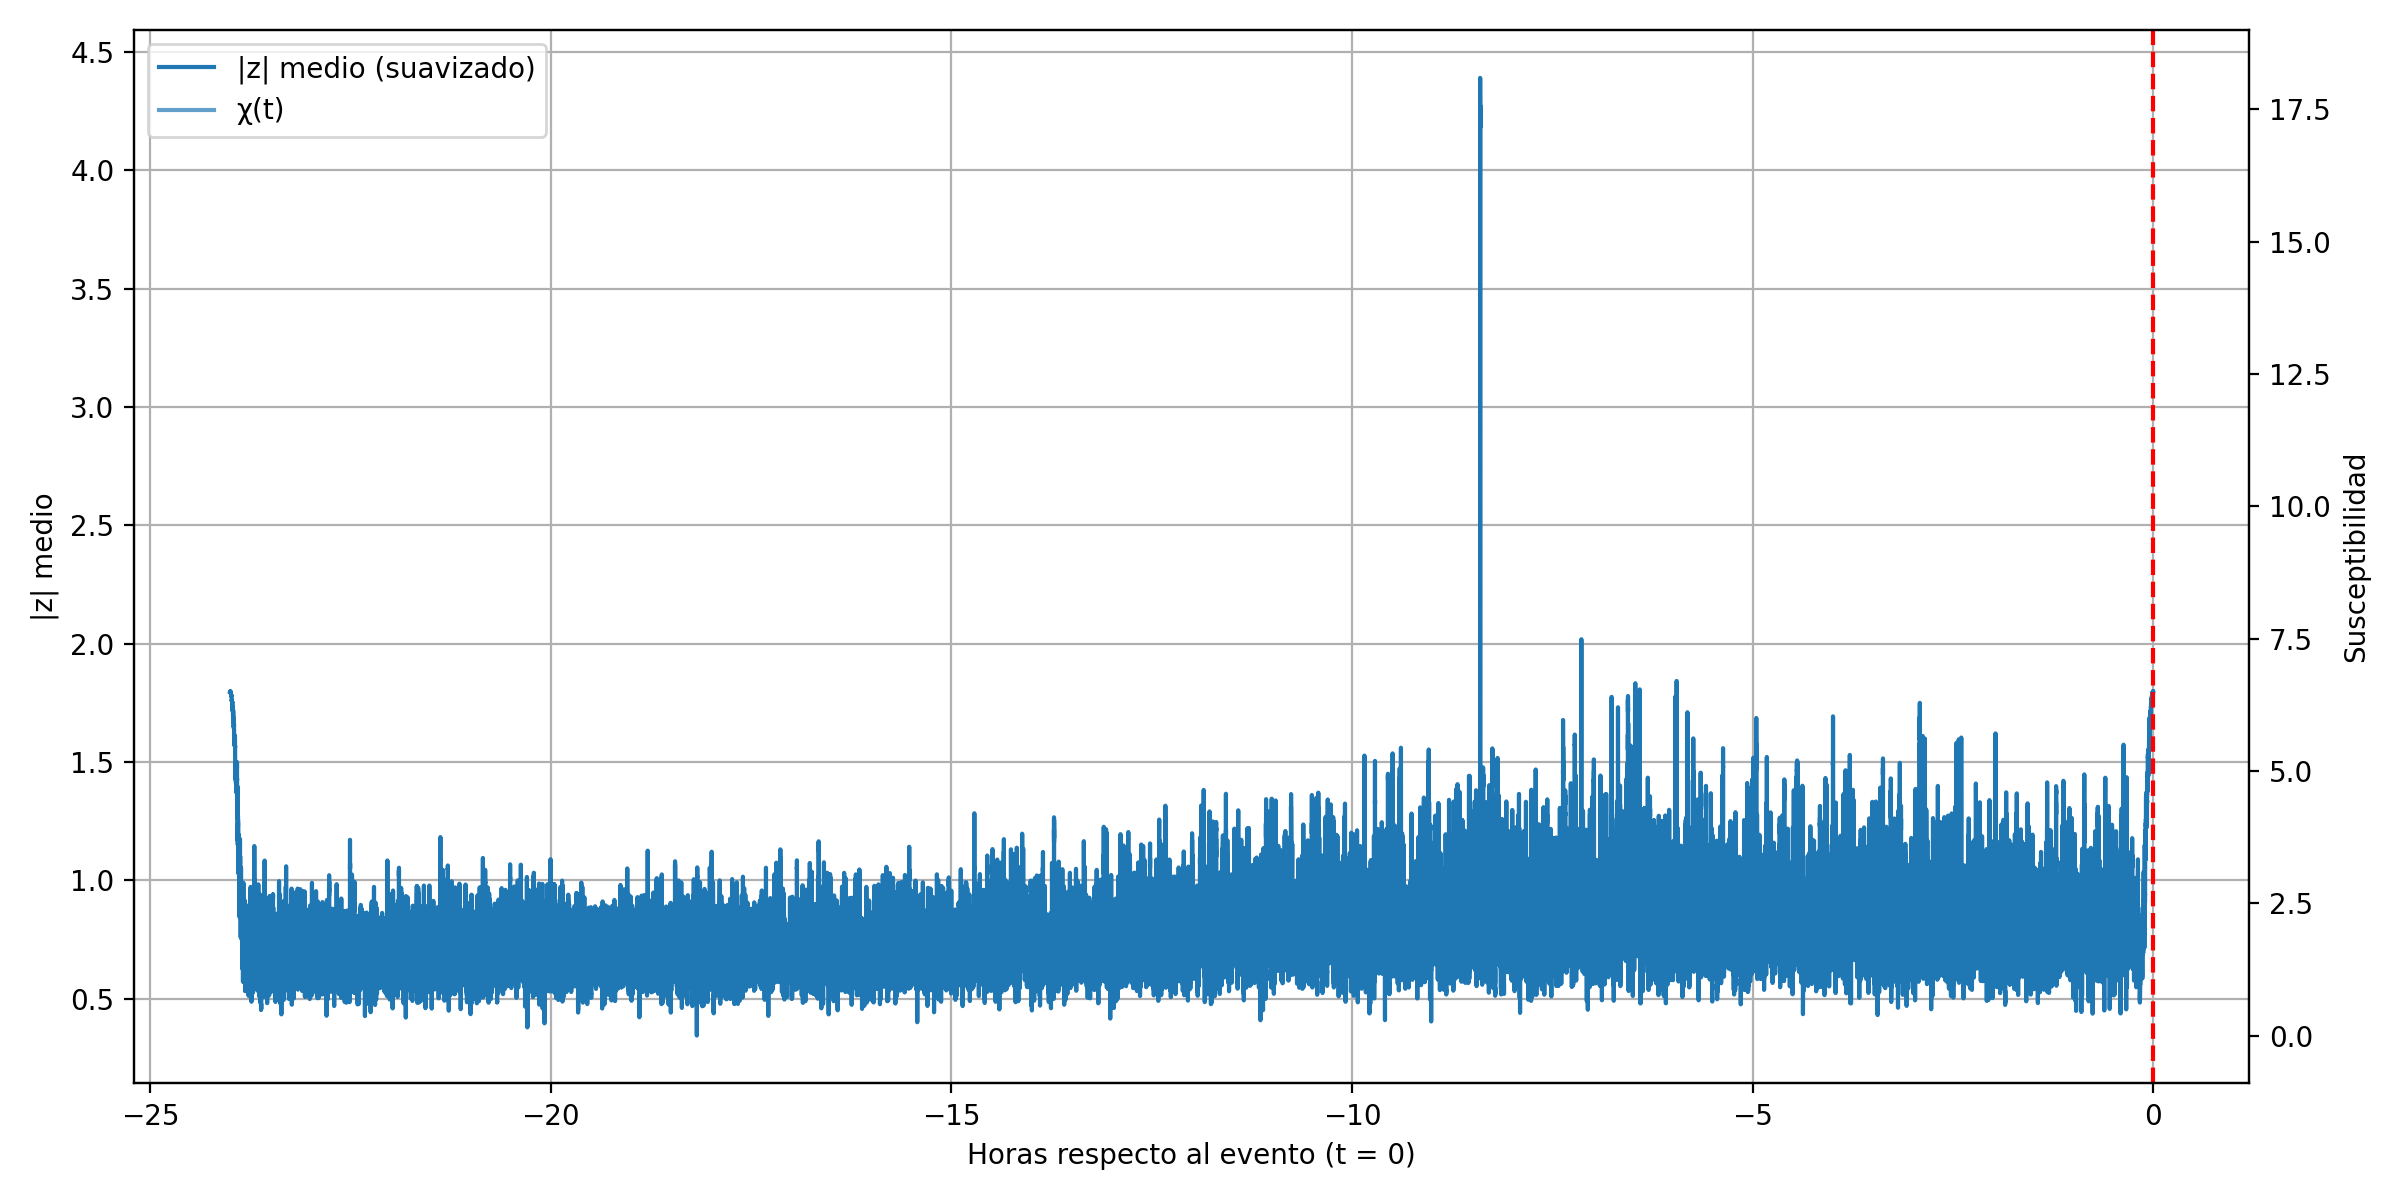 |z| medio (suavizado)
χ(t)
4.5
4.0
3.5
3.0
2.5
2.0
1.5
1.0
0.5
|z| medio
17.5
15.0
12.5
10.0
7.5
5.0
2.5
0.0
Susceptibilidad
−25 −20 −15 −10 −5 0
Horas respecto al evento (t = 0)